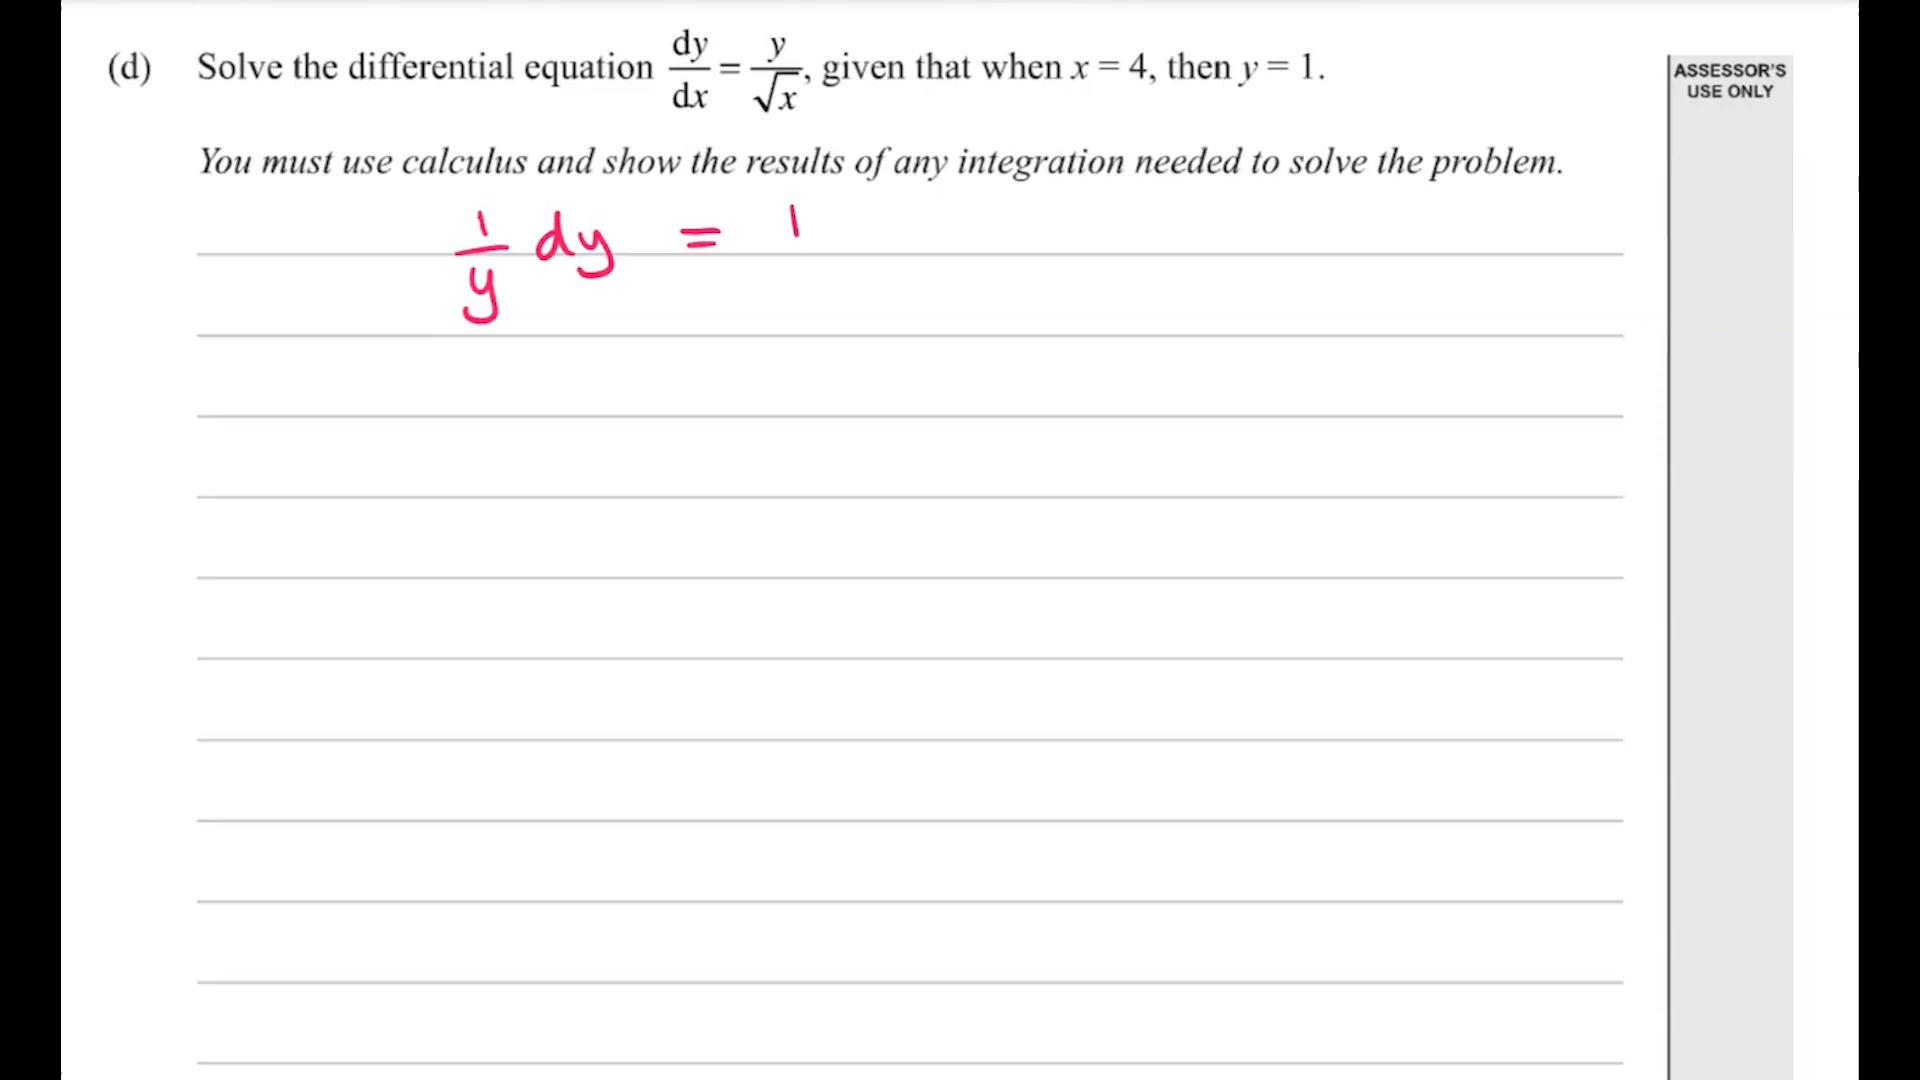 (d) Solve the differential equation dy/dx = y/√x, given that when x = 4, then y = 1.
ASSESSOR'S
USE ONLY
You must use calculus and show the results of any integration needed to solve the problem.
1/y dy = 1